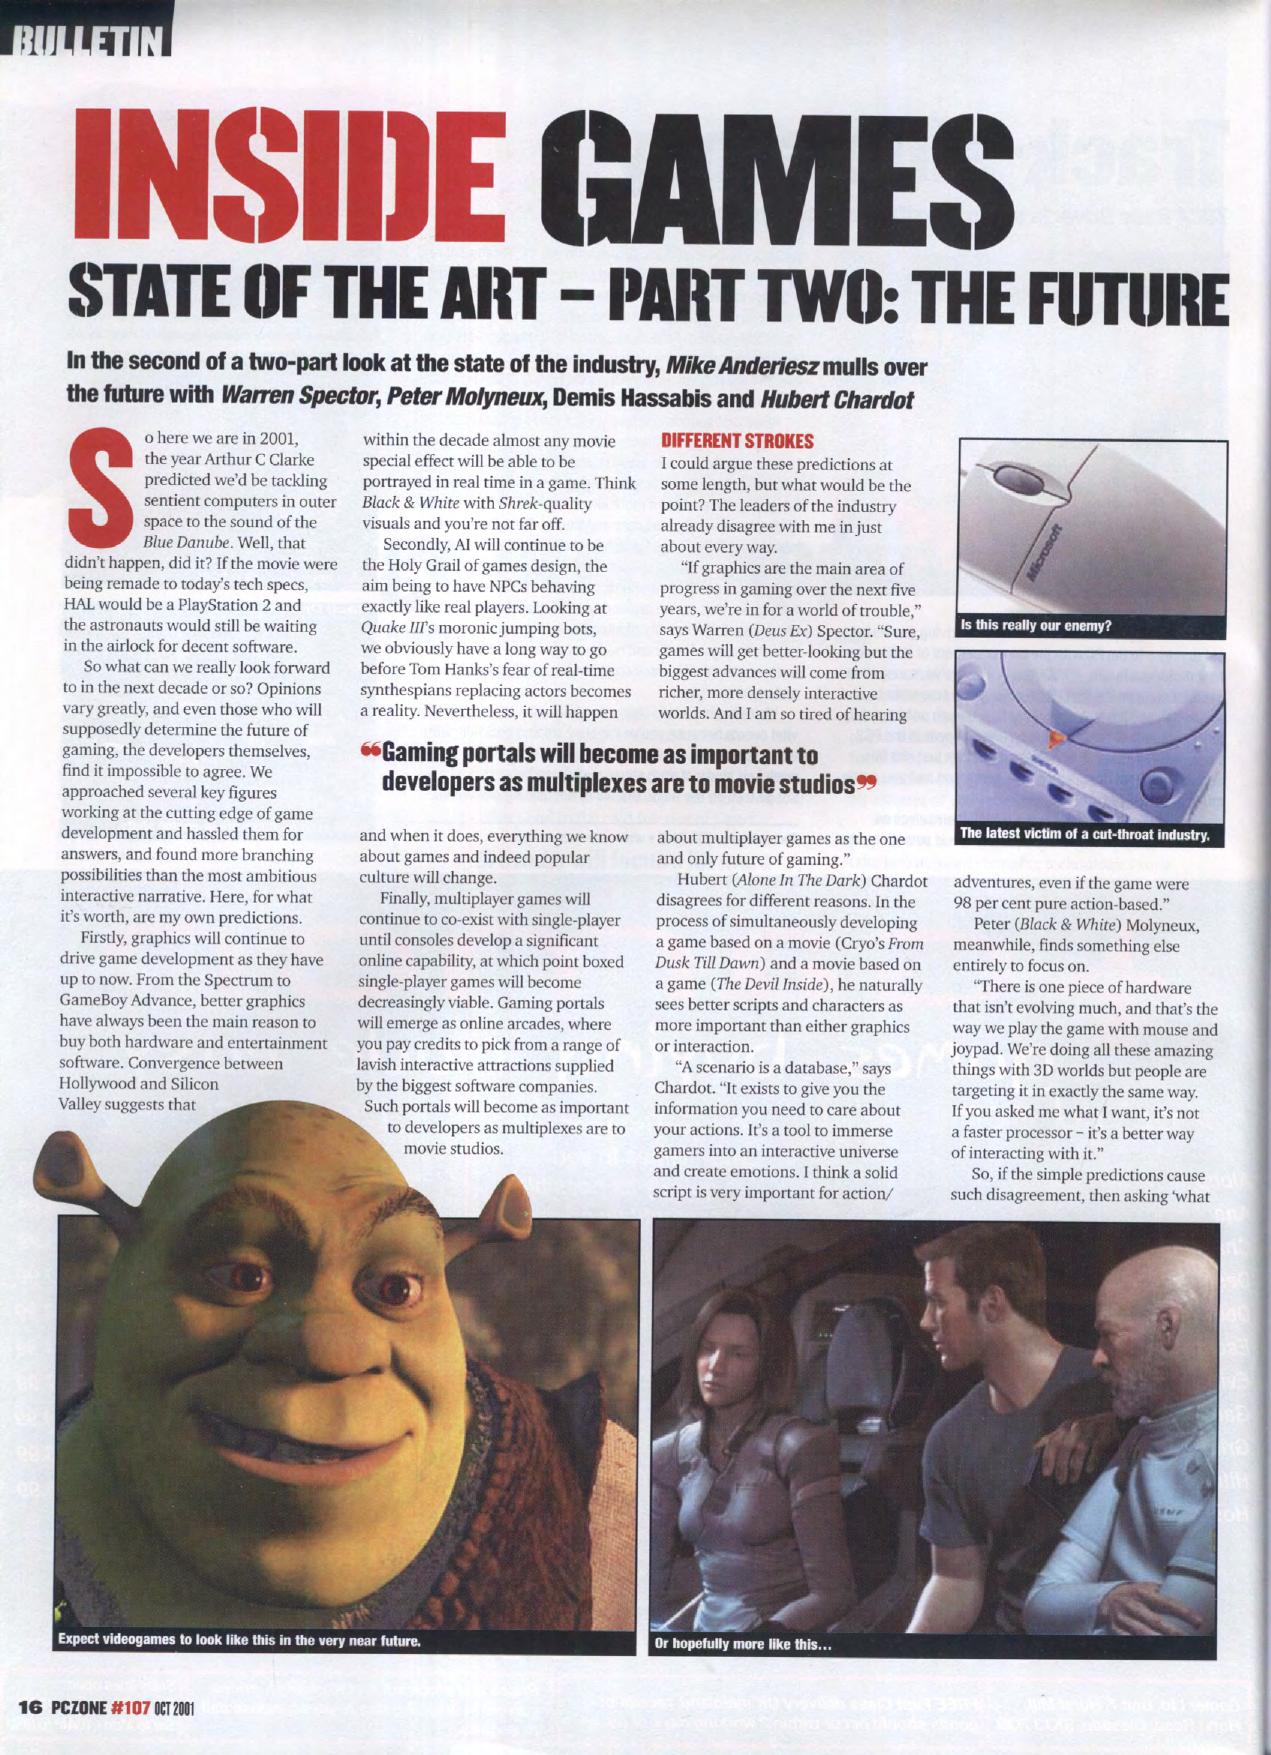 BULLETIN
INSIDE GAMES
STATE OF THE ART – PART TWO: THE FUTURE
In the second of a two-part look at the state of the industry, Mike Anderiesz mulls over
the future with Warren Spector, Peter Molyneux, Demis Hassabis and Hubert Chardot
So here we are in 2001,
the year Arthur C Clarke
predicted we'd be tackling
sentient computers in outer
space to the sound of the
Blue Danube. Well, that
didn't happen, did it? If the movie were
being remade to today's tech specs,
HAL would be a PlayStation 2 and
the astronauts would still be waiting
in the airlock for decent software.
So what can we really look forward
to in the next decade or so? Opinions
vary greatly, and even those who will
supposedly determine the future of
gaming, the developers themselves,
find it impossible to agree. We
approached several key figures
working at the cutting edge of game
development and hassled them for
answers, and found more branching
possibilities than the most ambitious
interactive narrative. Here, for what
it's worth, are my own predictions.
Firstly, graphics will continue to
drive game development as they have
up to now. From the Spectrum to
GameBoy Advance, better graphics
have always been the main reason to
buy both hardware and entertainment
software. Convergence between
Hollywood and Silicon
Valley suggests that
within the decade almost any movie
special effect will be able to be
portrayed in real time in a game. Think
Black & White with Shrek-quality
visuals and you're not far off.
Secondly, AI will continue to be
the Holy Grail of games design, the
aim being to have NPCs behaving
exactly like real players. Looking at
Quake III's moronic jumping bots,
we obviously have a long way to go
before Tom Hanks's fear of real-time
synthespians replacing actors becomes
a reality. Nevertheless, it will happen
“Gaming portals will become as important to
developers as multiplexes are to movie studios”
and when it does, everything we know
about games and indeed popular
culture will change.
Finally, multiplayer games will
continue to co-exist with single-player
until consoles develop a significant
online capability, at which point boxed
single-player games will become
decreasingly viable. Gaming portals
will emerge as online arcades, where
you pay credits to pick from a range of
lavish interactive attractions supplied
by the biggest software companies.
Such portals will become as important
to developers as multiplexes are to
movie studios.
DIFFERENT STROKES
I could argue these predictions at
some length, but what would be the
point? The leaders of the industry
already disagree with me in just
about every way.
“If graphics are the main area of
progress in gaming over the next five
years, we're in for a world of trouble,”
says Warren (Deus Ex) Spector. “Sure,
games will get better-looking but the
biggest advances will come from
richer, more densely interactive
worlds. And I am so tired of hearing
about multiplayer games as the one
and only future of gaming.”
Hubert (Alone In The Dark) Chardot
disagrees for different reasons. In the
process of simultaneously developing
a game based on a movie (Cryo's From
Dusk Till Dawn) and a movie based on
a game (The Devil Inside), he naturally
sees better scripts and characters as
more important than either graphics
or interaction.
“A scenario is a database,” says
Chardot. “It exists to give you the
information you need to care about
your actions. It's a tool to immerse
gamers into an interactive universe
and create emotions. I think a solid
script is very important for action/
Microsoft
Is this really our enemy?
SEGA
The latest victim of a cut-throat industry.
adventures, even if the game were
98 per cent pure action-based.”
Peter (Black & White) Molyneux,
meanwhile, finds something else
entirely to focus on.
“There is one piece of hardware
that isn't evolving much, and that's the
way we play the game with mouse and
joypad. We're doing all these amazing
things with 3D worlds but people are
targeting it in exactly the same way.
If you asked me what I want, it's not
a faster processor – it's a better way
of interacting with it.”
So, if the simple predictions cause
such disagreement, then asking ‘what
Expect videogames to look like this in the very near future.
Or hopefully more like this...
16 PCZONE #107 OCT 2001